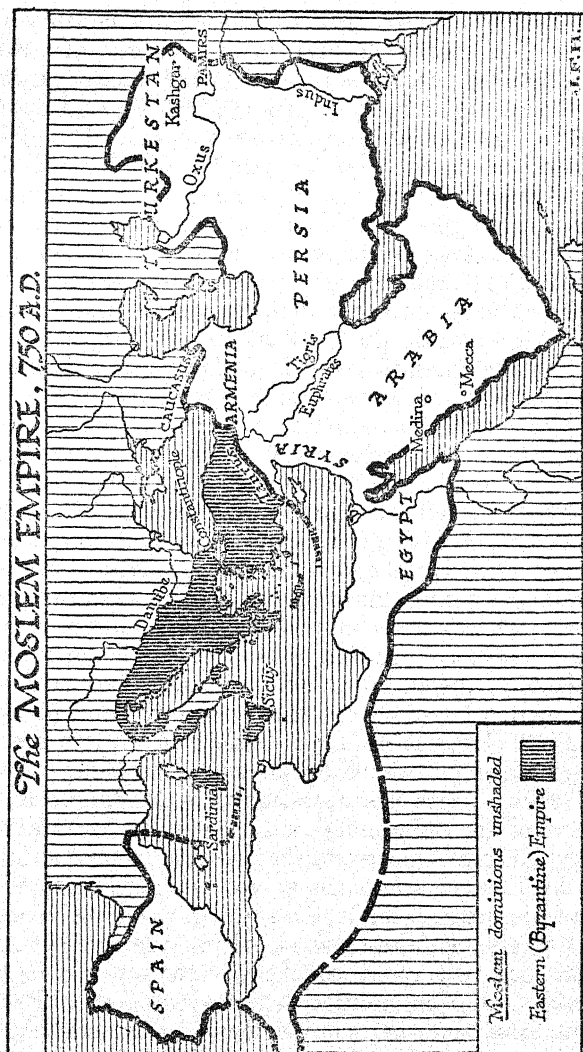 The MOSLEM EMPIRE, 750 A.D.
TURKESTAN
Kashgar
PAMIRS
Oxus
Indus
CAUCASUS
ARMENIA
PERSIA
Tigris
Euphrates
Danube
Constantinople
SYRIA
Medina
Mecca
ARABIA
EGYPT
Sicily
Sardinia
SPAIN
Moslem dominions unshaded
Eastern (Byzantine) Empire
J.F.H.